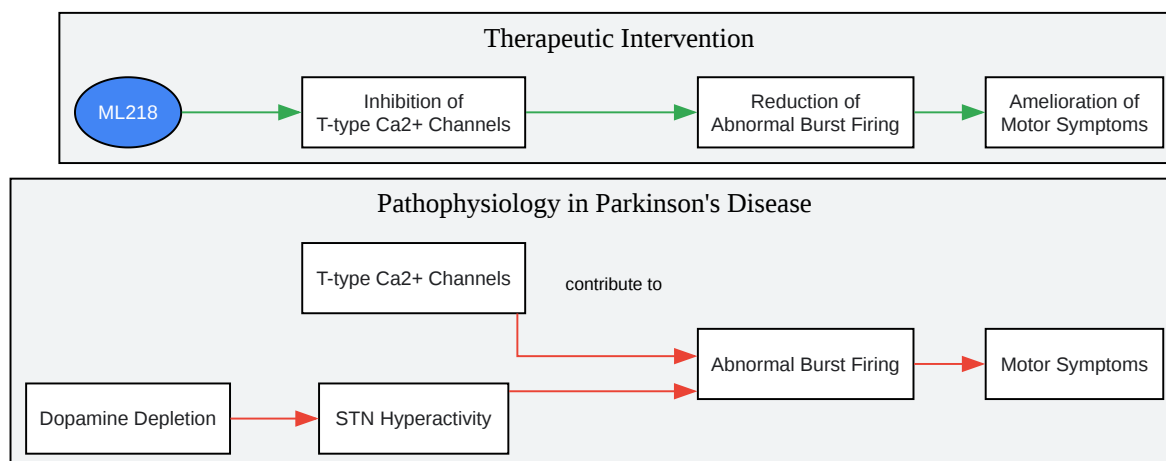 Therapeutic Intervention
ML218
Inhibition of
T-type Ca2+ Channels
Reduction of
Abnormal Burst Firing
Amelioration of
Motor Symptoms
Pathophysiology in Parkinson's Disease
T-type Ca2+ Channels
contribute to
Abnormal Burst Firing
Motor Symptoms
Dopamine Depletion
STN Hyperactivity